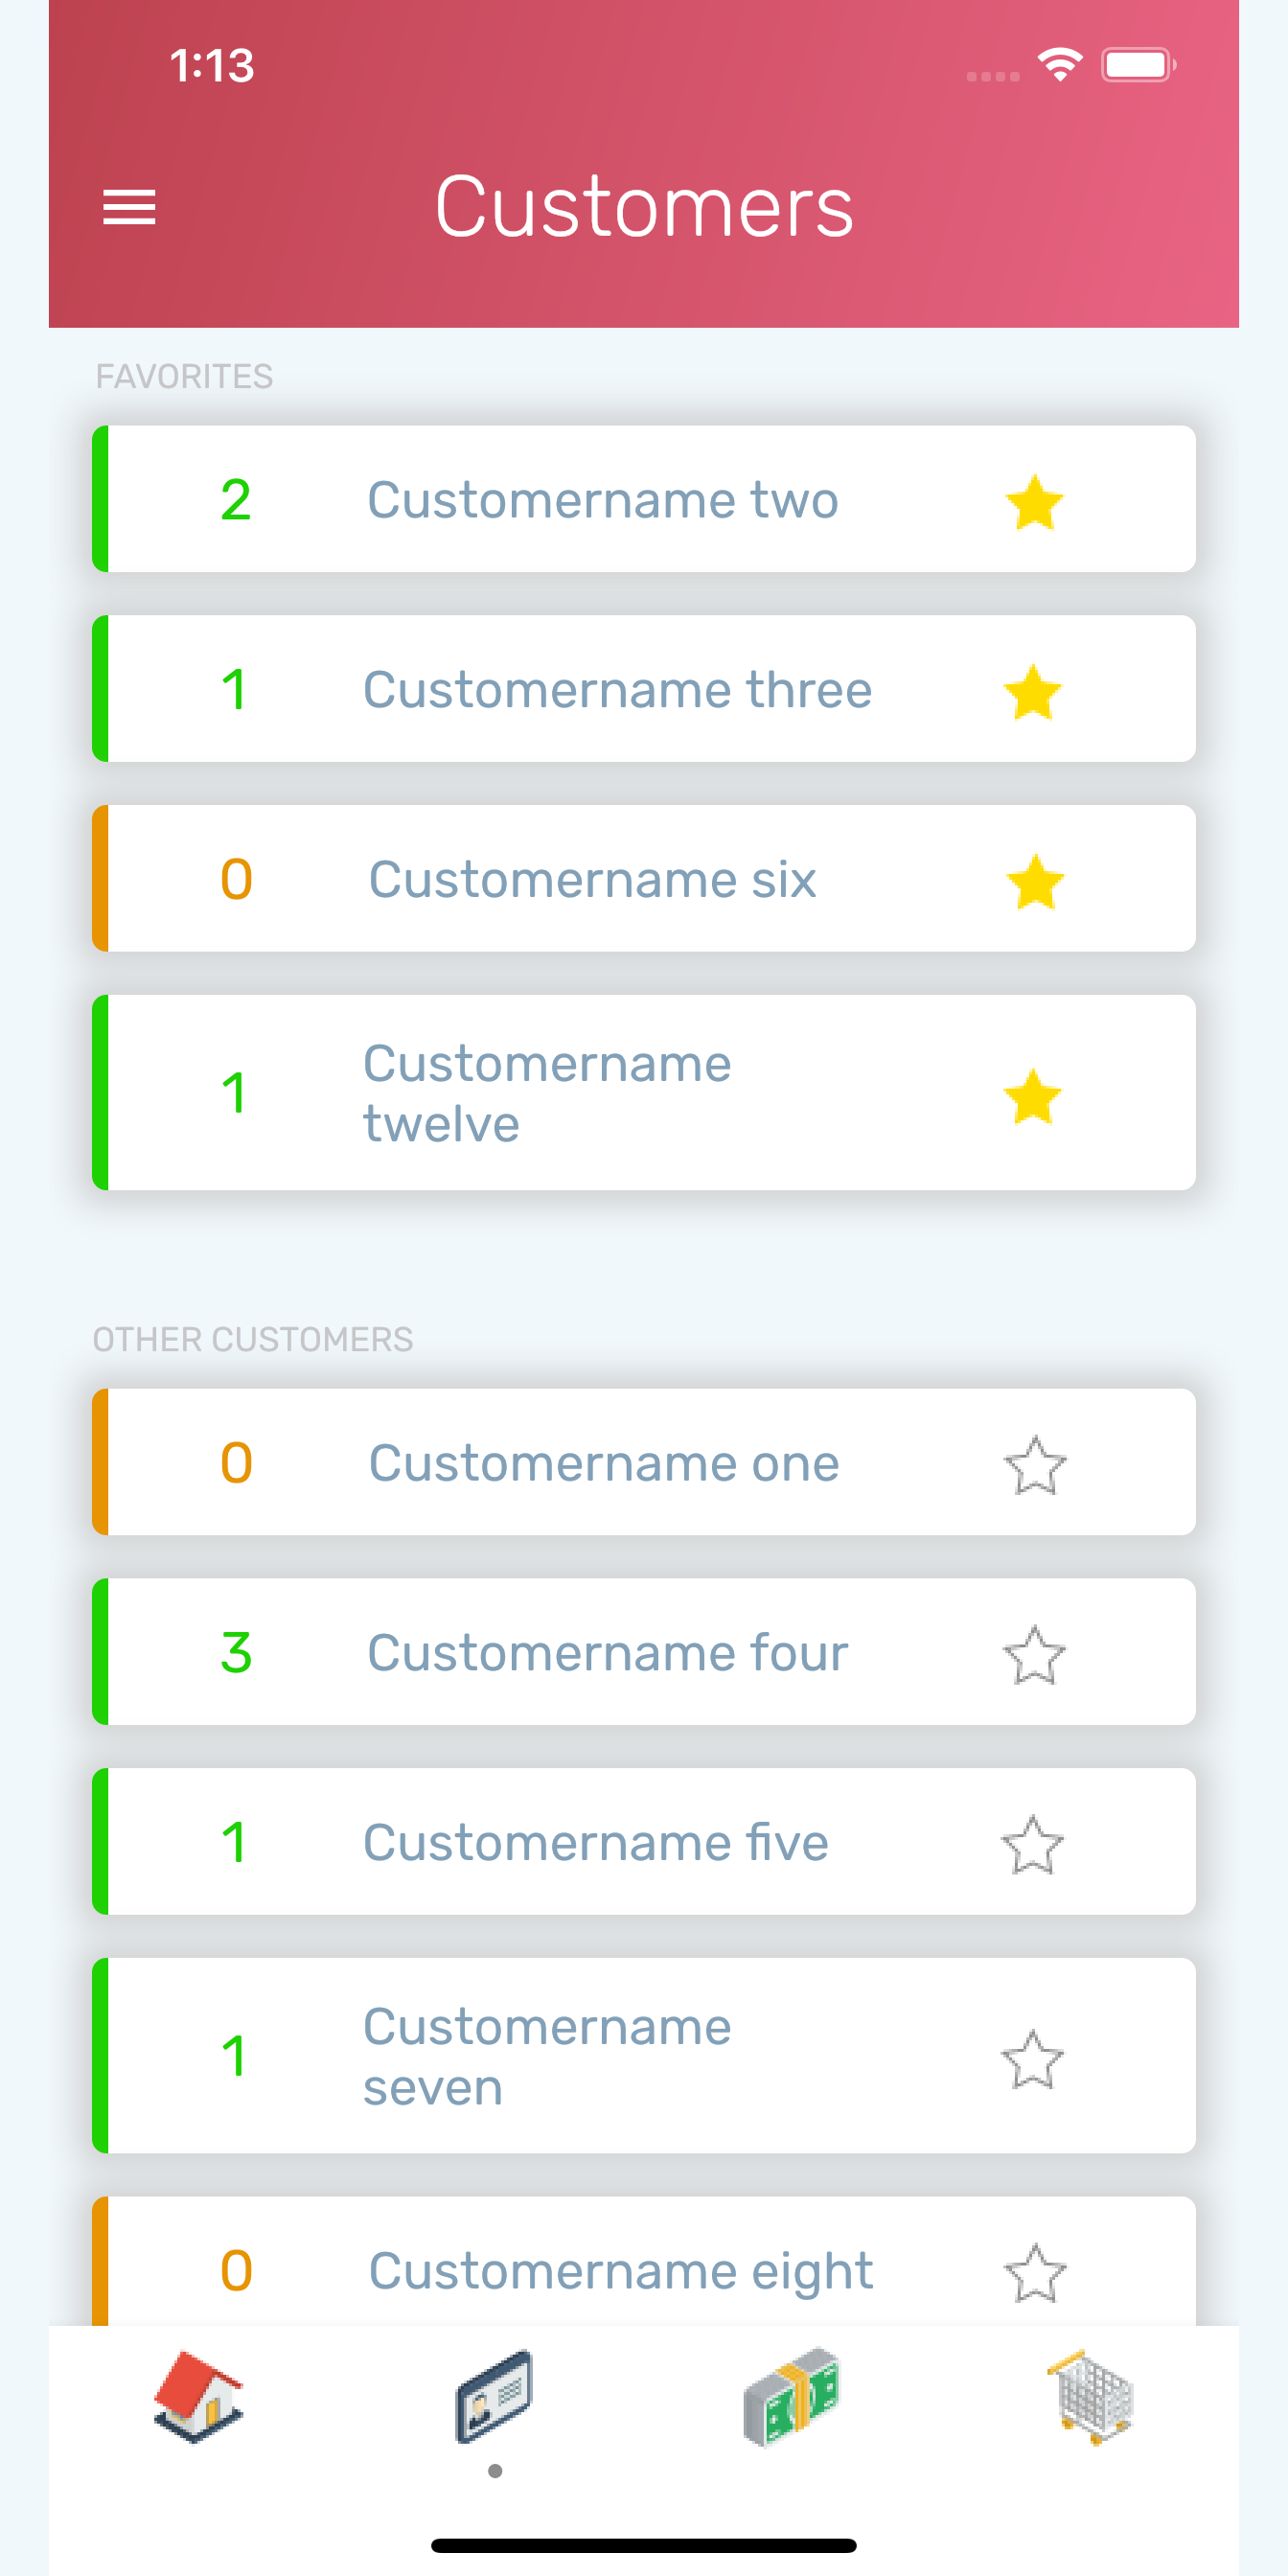 1:13
Customers
FAVORITES
2 Customername two
1 Customername three
0 Customername six
1 Customername
twelve
OTHER CUSTOMERS
0 Customername one
3 Customername four
1 Customername five
1 Customername
seven
0 Customername eight